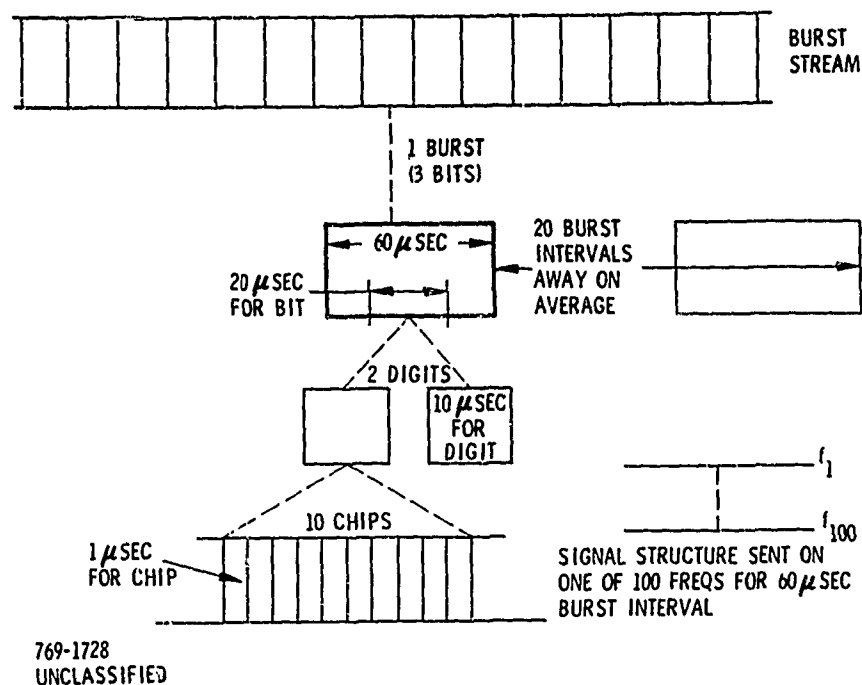 BURST
STREAM
1 BURST
(3 BITS)
60 μSEC
20 BURST
INTERVALS
AWAY ON
AVERAGE
20 μSEC
FOR BIT
2 DIGITS
10 μSEC
FOR
DIGIT
f1
f100
10 CHIPS
1 μSEC
FOR CHIP
SIGNAL STRUCTURE SENT ON
ONE OF 100 FREQS FOR 60 μSEC
BURST INTERVAL
769-1728
UNCLASSIFIED